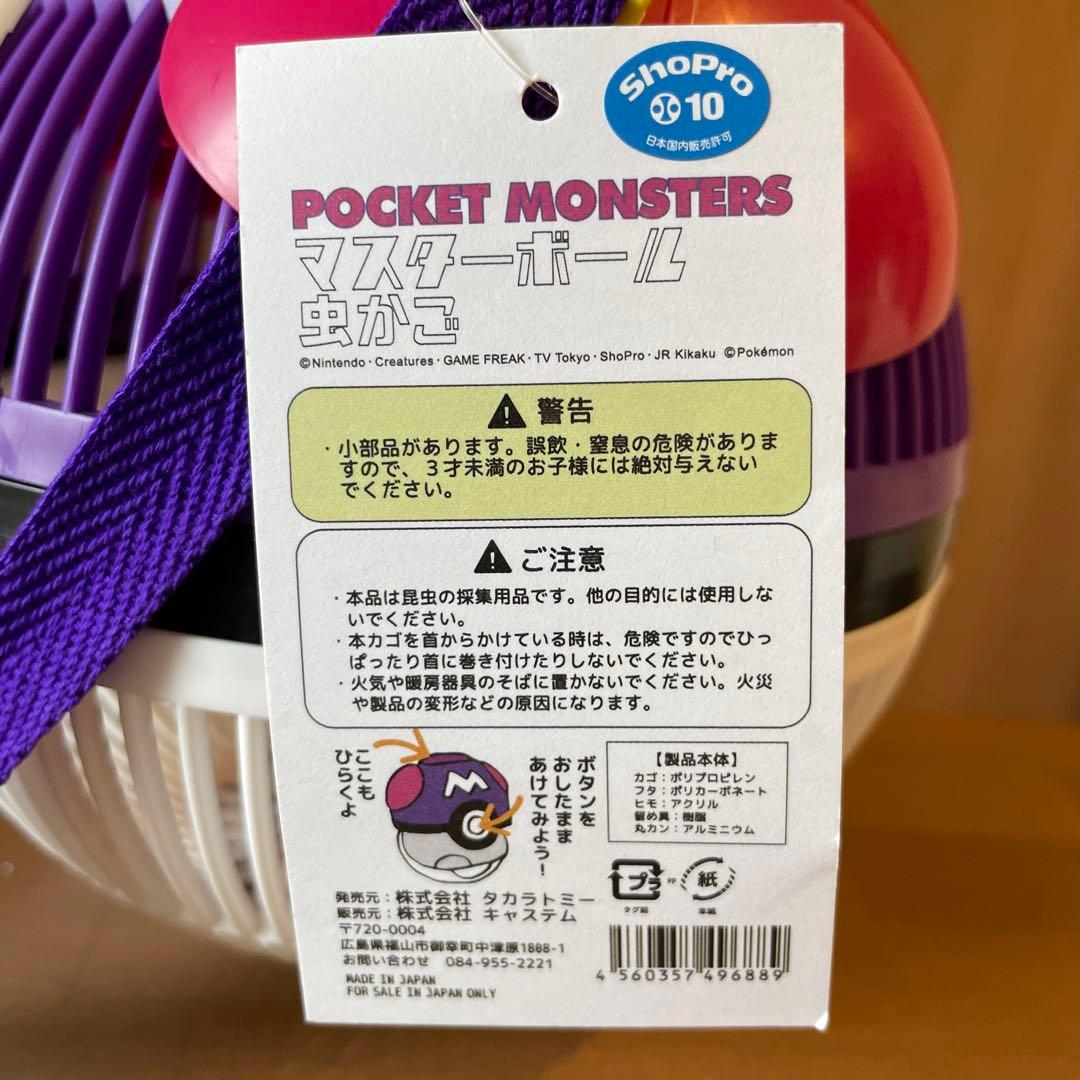 ShoPro
10
日本国内販売許可
POCKET MONSTERS
マスターボール
虫かご
©Nintendo・Creatures・GAME FREAK・TV Tokyo・ShoPro・JR Kikaku ©Pokémon
警告
・小部品があります。誤飲・窒息の危険がありま
すので、３才未満のお子様には絶対与えない
でください。
ご注意
・本品は昆虫の採集用品です。他の目的には使用しな
いでください。
・本カゴを首からかけている時は、危険ですのでひっ
ぱったり首に巻き付けたりしないでください。
・火気や暖房器具のそばに置かないでください。火災
や製品の変形などの原因になります。
ここも
ひらくよ
M
ボタンを
おしたまま
あけてみよう！
【製品本体】
カゴ：ポリプロピレン
フタ：ポリカーボネート
ヒモ：アクリル
留め具：樹脂
丸カン：アルミニウム
プラ
PP
タグ紐
紙
本紙
発売元：株式会社 タカラトミー
販売元：株式会社 キャステム
〒720-0004
広島県福山市御幸町中津原1808-1
お問い合わせ 084-955-2221
MADE IN JAPAN
FOR SALE IN JAPAN ONLY
4 560357 496889